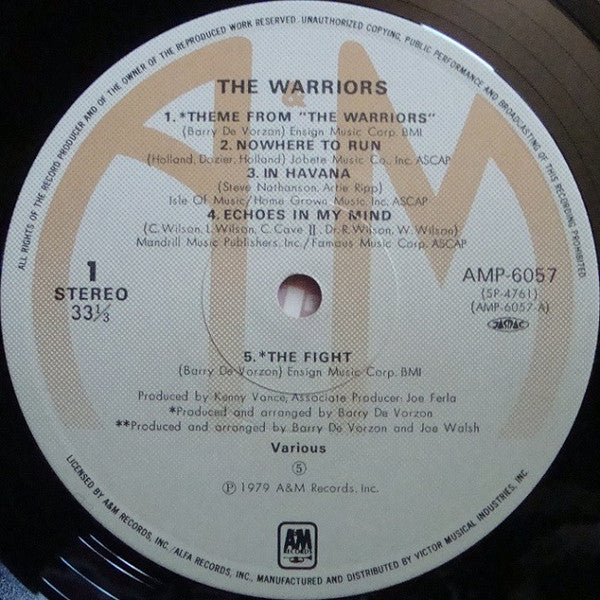 ALL RIGHTS OF THE RECORD PRODUCER AND OF THE OWNER OF THE REPRODUCED WORK RESERVED. UNAUTHORIZED COPYING, PUBLIC PERFORMANCE AND BROADCASTING OF THIS RECORDING PROHIBITED.
A&M
THE WARRIORS
1. *THEME FROM "THE WARRIORS"
(Barry De Vorzon) Ensign Music Corp. BMI
2. NOWHERE TO RUN
(Holland, Dozier, Holland) Jobete Music Co., Inc. ASCAP
3. IN HAVANA
(Steve Nathanson, Artie Ripp)
Isle Of Music/Home Grown Music, Inc. ASCAP
4. ECHOES IN MY MIND
(C. Wilson, L. Wilson, C. Cave II, Dr. R. Wilson, W. Wilson)
Mandrill Music Publishers, Inc./Famous Music Corp. ASCAP
1
STEREO
33⅓
AMP-6057
(SP-4761)
(AMP-6057-A)
JASRAC
5. *THE FIGHT
(Barry De Vorzon) Ensign Music Corp. BMI
Produced by Kenny Vance, Associate Producer: Joe Ferla
*Produced and arranged by Barry De Vorzon
**Produced and arranged by Barry De Vorzon and Joe Walsh
Various
⑤
Ⓟ 1979 A&M Records, Inc.
A&M
RECORDS
LICENSED BY A&M RECORDS, INC./ALFA RECORDS, INC., MANUFACTURED AND DISTRIBUTED BY VICTOR MUSICAL INDUSTRIES, INC.